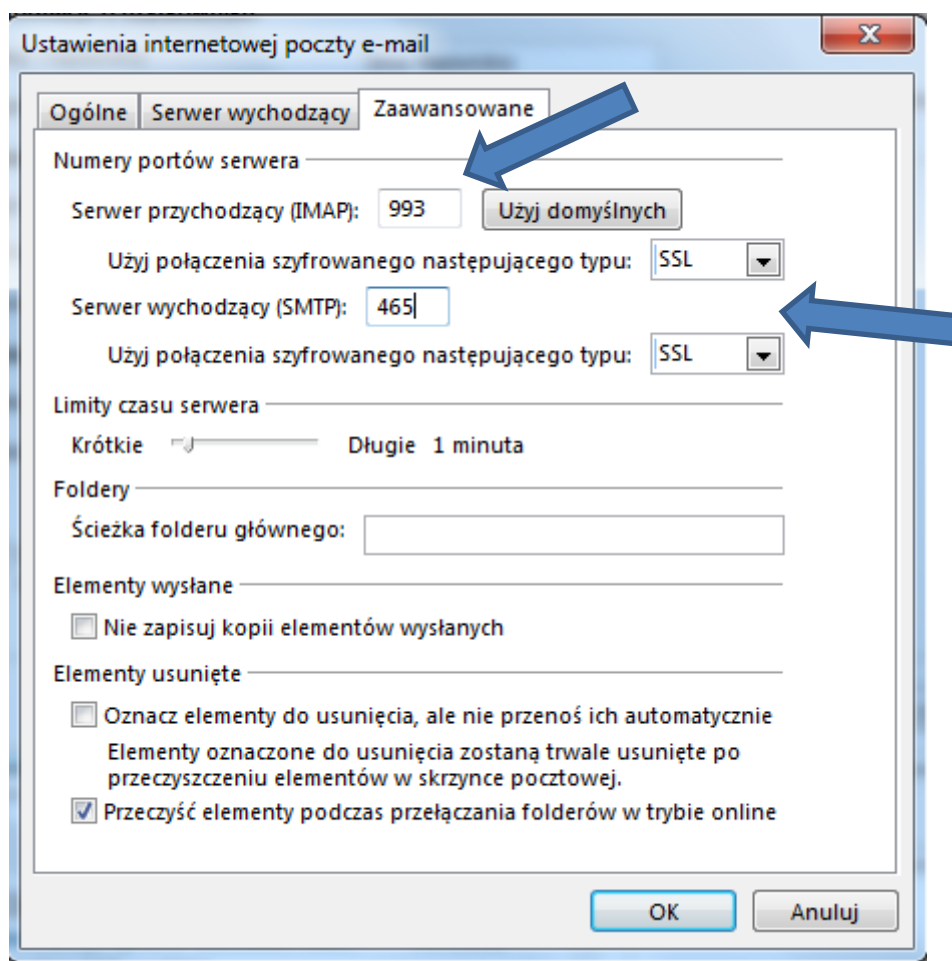 Ustawienia internetowej poczty e-mail
Ogólne Serwer wychodzący Zaawansowane
Numery portów serwera
Serwer przychodzący (IMAP): 993 Użyj domyślnych
Użyj połączenia szyfrowanego następującego typu: SSL
Serwer wychodzący (SMTP): 465
Użyj połączenia szyfrowanego następującego typu: SSL
Limity czasu serwera
Krótkie Długie 1 minuta
Foldery
Ścieżka folderu głównego:
Elementy wysłane
Nie zapisuj kopii elementów wysłanych
Elementy usunięte
Oznacz elementy do usunięcia, ale nie przenoś ich automatycznie
Elementy oznaczone do usunięcia zostaną trwale usunięte po
przeczyszczeniu elementów w skrzynce pocztowej.
Przeczyść elementy podczas przełączania folderów w trybie online
OK Anuluj